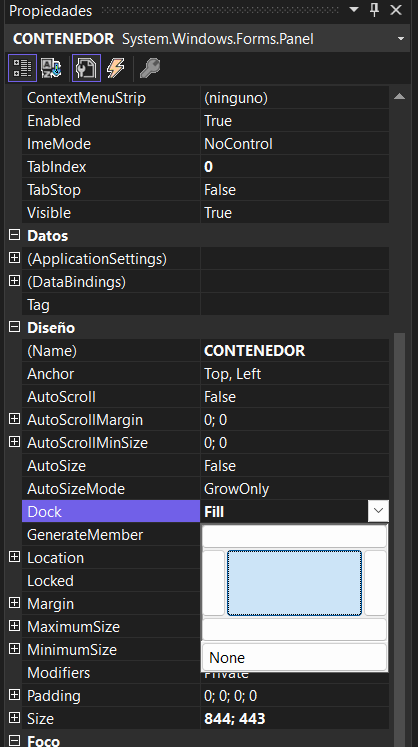 Propiedades
CONTENEDOR System.Windows.Forms.Panel
ContextMenuStrip (ninguno)
Enabled True
ImeMode NoControl
TabIndex 0
TabStop False
Visible True
Datos
(ApplicationSettings)
(DataBindings)
Tag
Diseño
(Name) CONTENEDOR
Anchor Top, Left
AutoScroll False
AutoScrollMargin 0; 0
AutoScrollMinSize 0; 0
AutoSize False
AutoSizeMode GrowOnly
Dock Fill
GenerateMember
Location
Locked
Margin
MaximumSize
MinimumSize None
Modifiers Private
Padding 0; 0; 0; 0
Size 844; 443
Foco